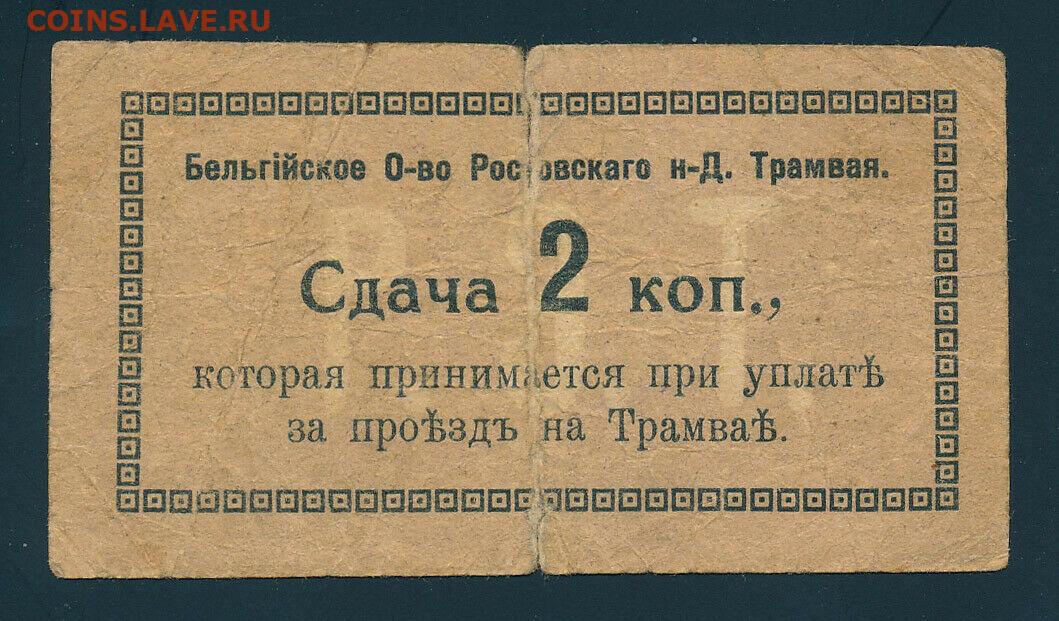 COINS.LAVE.RU
Бельгійское О-во Ростовскаго н-Д. Трамвая.
Сдача 2 коп.,
которая принимается при уплатѣ
за проѣздъ на Трамваѣ.